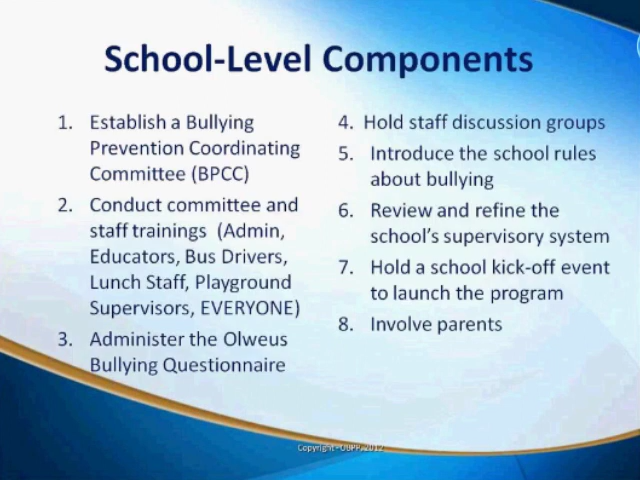 School-Level Components
1. Establish a Bullying
Prevention Coordinating
Committee (BPCC)
2. Conduct committee and
staff trainings (Admin,
Educators, Bus Drivers,
Lunch Staff, Playground
Supervisors, EVERYONE)
3. Administer the Olweus
Bullying Questionnaire
4. Hold staff discussion groups
5. Introduce the school rules
about bullying
6. Review and refine the
school's supervisory system
7. Hold a school kick-off event
to launch the program
8. Involve parents
Copyright -OBPP, 2012